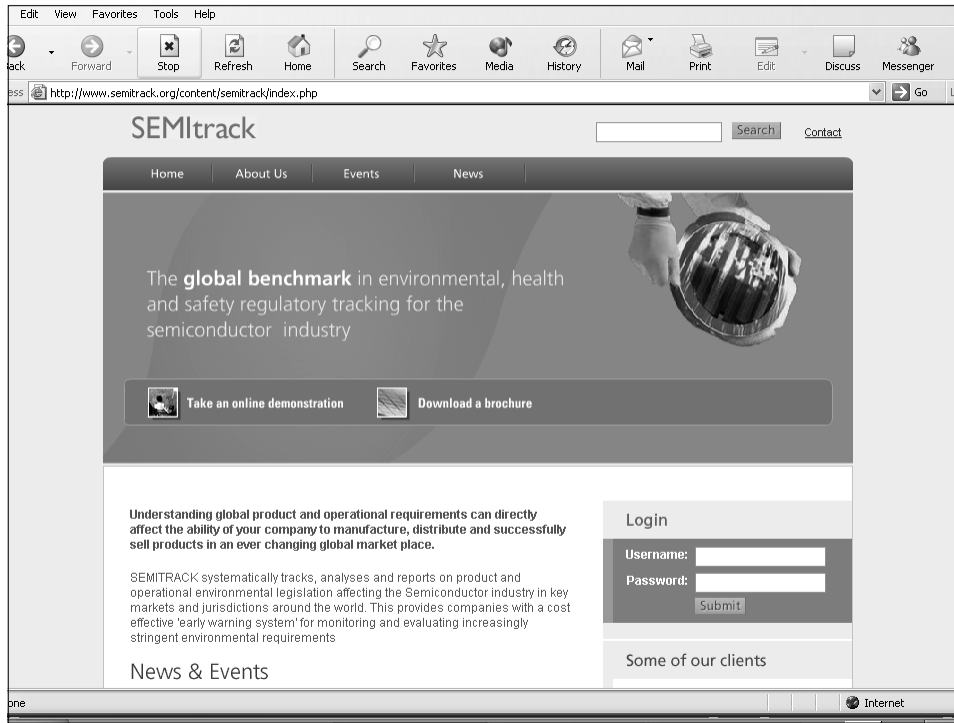 Edit View Favorites Tools Help
Back Forward Stop Refresh Home Search Favorites Media History Mail Print Edit Discuss Messenger
ess http://www.semitrack.org/content/semitrack/index.php Go L
SEMItrack
Search Contact
Home About Us Events News
The global benchmark in environmental, health
and safety regulatory tracking for the
semiconductor industry
Take an online demonstration Download a brochure
Understanding global product and operational requirements can directly
affect the ability of your company to manufacture, distribute and successfully
sell products in an ever changing global market place.
SEMITRACK systematically tracks, analyses and reports on product and
operational environmental legislation affecting the Semiconductor industry in key
markets and jurisdictions around the world. This provides companies with a cost
effective 'early warning system' for monitoring and evaluating increasingly
stringent environmental requirements
News & Events
Login
Username:
Password:
Submit
Some of our clients
one Internet